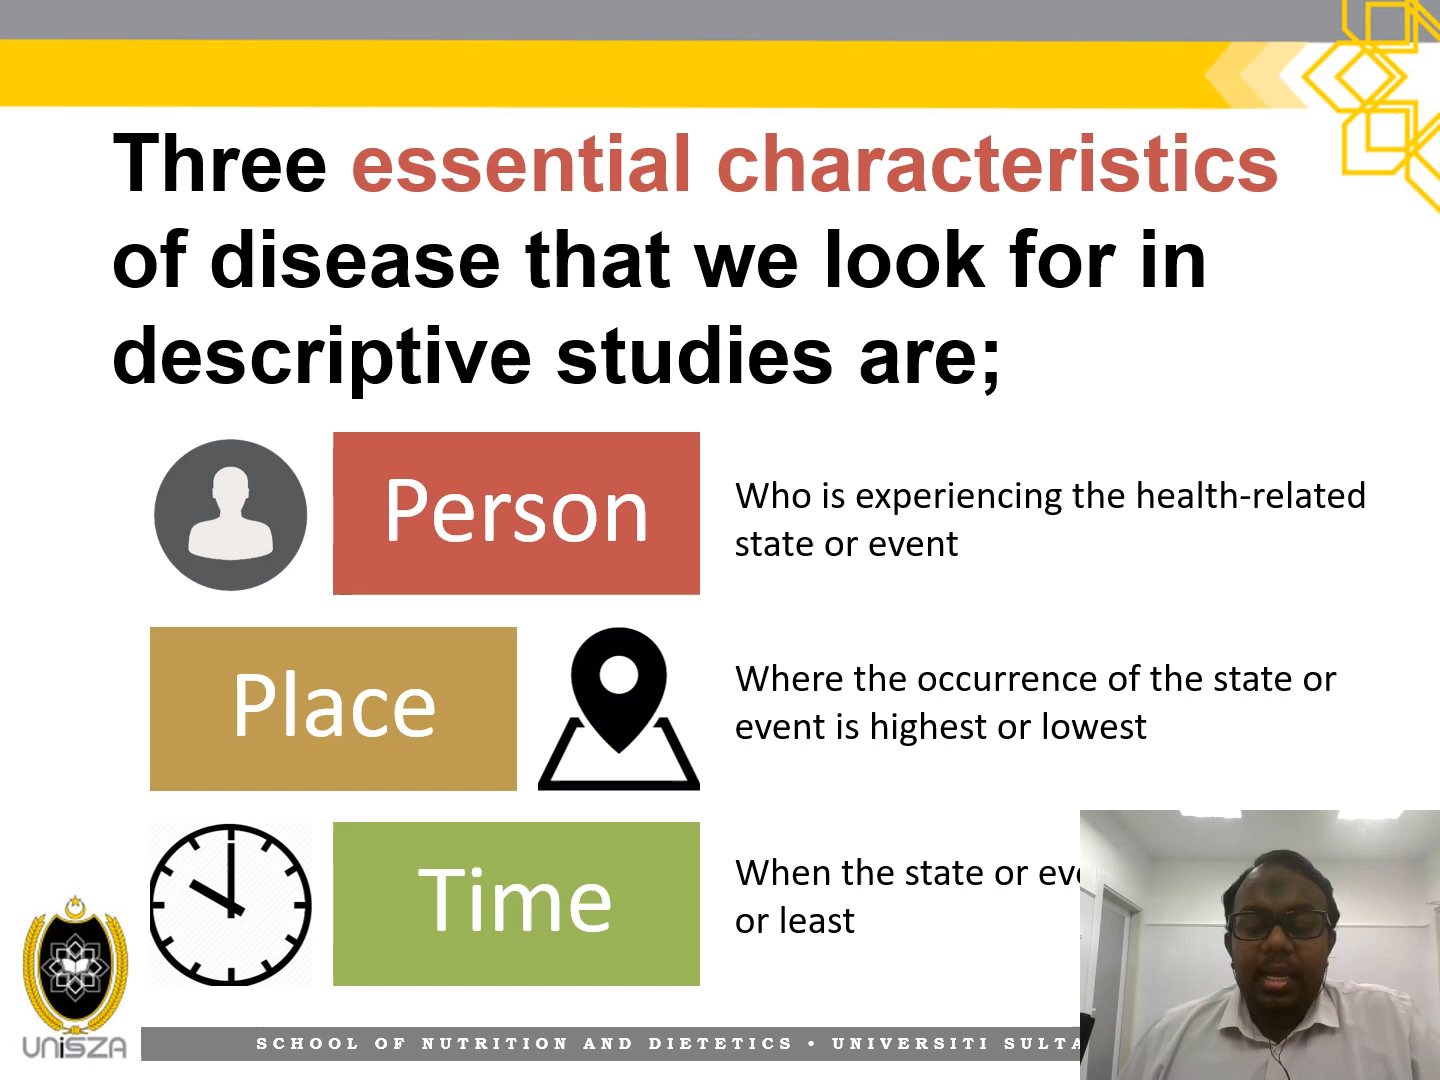 Three essential characteristics
of disease that we look for in
descriptive studies are;
Person
Who is experiencing the health-related
state or event
Place
Where the occurrence of the state or
event is highest or lowest
Time
When the state or
or least
UNISZA
SCHOOL OF NUTRITION AND DIETETICS • UNIVERSITI